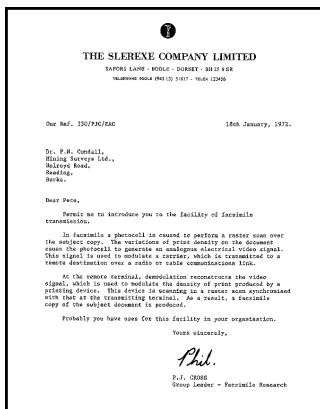 THE SLEREXE COMPANY LIMITED
SAPORS LANE - BOOLE - DORSET - BH 25 8 ER
TELEPHONE BOOLE (945 13) 51617 - TELEX 123456
Our Ref. 350/PJC/EAC
18th January, 1972.
Dr. P.N. Cundall,
Mining Surveys Ltd.,
Holroyd Road,
Reading,
Berks.
Dear Pete,
Permit me to introduce you to the facility of facsimile
transmission.
In facsimile a photocell is caused to perform a raster scan over
the subject copy. The variations of print density on the document
cause the photocell to generate an analogous electrical video signal.
This signal is used to modulate a carrier, which is transmitted to a
remote destination over a radio or cable communications link.
At the remote terminal, demodulation reconstructs the video
signal, which is used to modulate the density of print produced by a
printing device. This device is scanning in a raster scan synchronised
with that at the transmitting terminal. As a result, a facsimile
copy of the subject document is produced.
Probably you have uses for this facility in your organisation.
Yours sincerely,
Phil.
P.J. CROSS
Group Leader - Facsimile Research